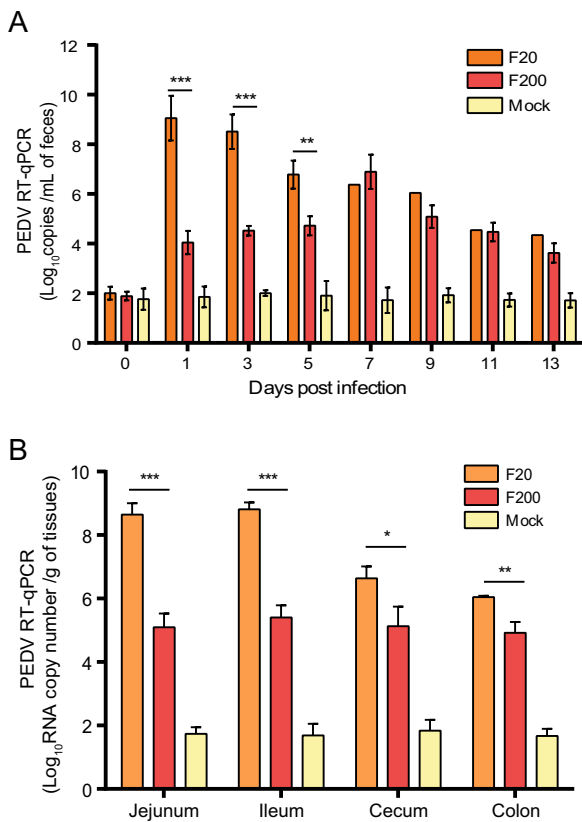 A
PEDV RT-qPCR
(Log10copies /mL of feces)
12
10
8
6
4
2
0
***
***
**
F20
F200
Mock
0 1 3 5 7 9 11 13
Days post infection
B
PEDV RT-qPCR
(Log10RNA copy number /g of tissues)
10
8
6
4
2
0
***
***
*
**
F20
F200
Mock
Jejunum Ileum Cecum Colon